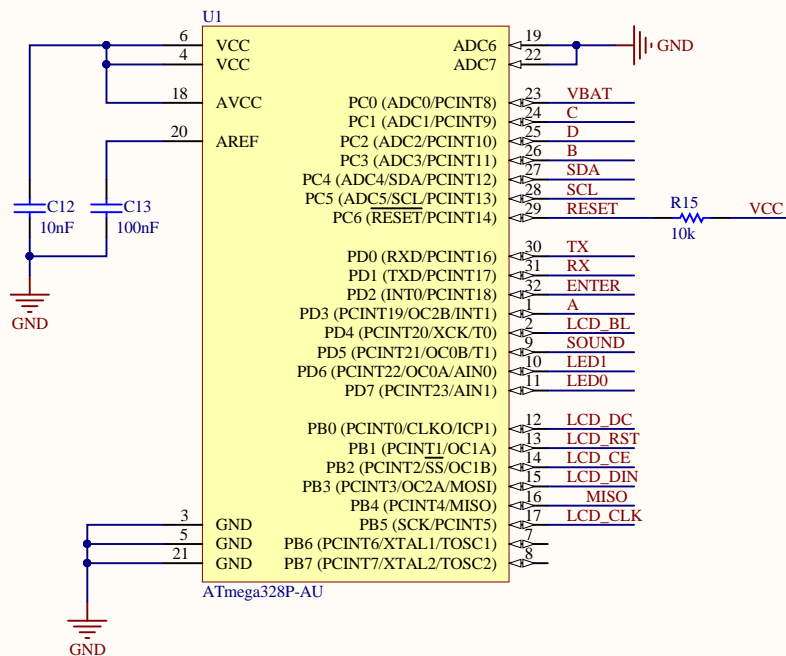 U1
6 VCC
4 VCC
18 AVCC
20 AREF
C12
10nF
C13
100nF
GND
3 GND
5 GND
21 GND
GND
ADC6 19
ADC7 22
GND
PC0 (ADC0/PCINT8) 23 VBAT
PC1 (ADC1/PCINT9) 24 C
PC2 (ADC2/PCINT10) 25 D
PC3 (ADC3/PCINT11) 26 B
PC4 (ADC4/SDA/PCINT12) 27 SDA
PC5 (ADC5/SCL/PCINT13) 28 SCL
PC6 (RESET/PCINT14) 29 RESET
R15
10k
VCC
PD0 (RXD/PCINT16) 30 TX
PD1 (TXD/PCINT17) 31 RX
PD2 (INT0/PCINT18) 32 ENTER
PD3 (PCINT19/OC2B/INT1) 1 A
PD4 (PCINT20/XCK/T0) 2 LCD_BL
PD5 (PCINT21/OC0B/T1) 9 SOUND
PD6 (PCINT22/OC0A/AIN0) 10 LED1
PD7 (PCINT23/AIN1) 11 LED0
PB0 (PCINT0/CLKO/ICP1) 12 LCD_DC
PB1 (PCINT1/OC1A) 13 LCD_RST
PB2 (PCINT2/SS/OC1B) 14 LCD_CE
PB3 (PCINT3/OC2A/MOSI) 15 LCD_DIN
PB4 (PCINT4/MISO) 16 MISO
PB5 (SCK/PCINT5) 17 LCD_CLK
PB6 (PCINT6/XTAL1/TOSC1) 7
PB7 (PCINT7/XTAL2/TOSC2) 8
ATmega328P-AU